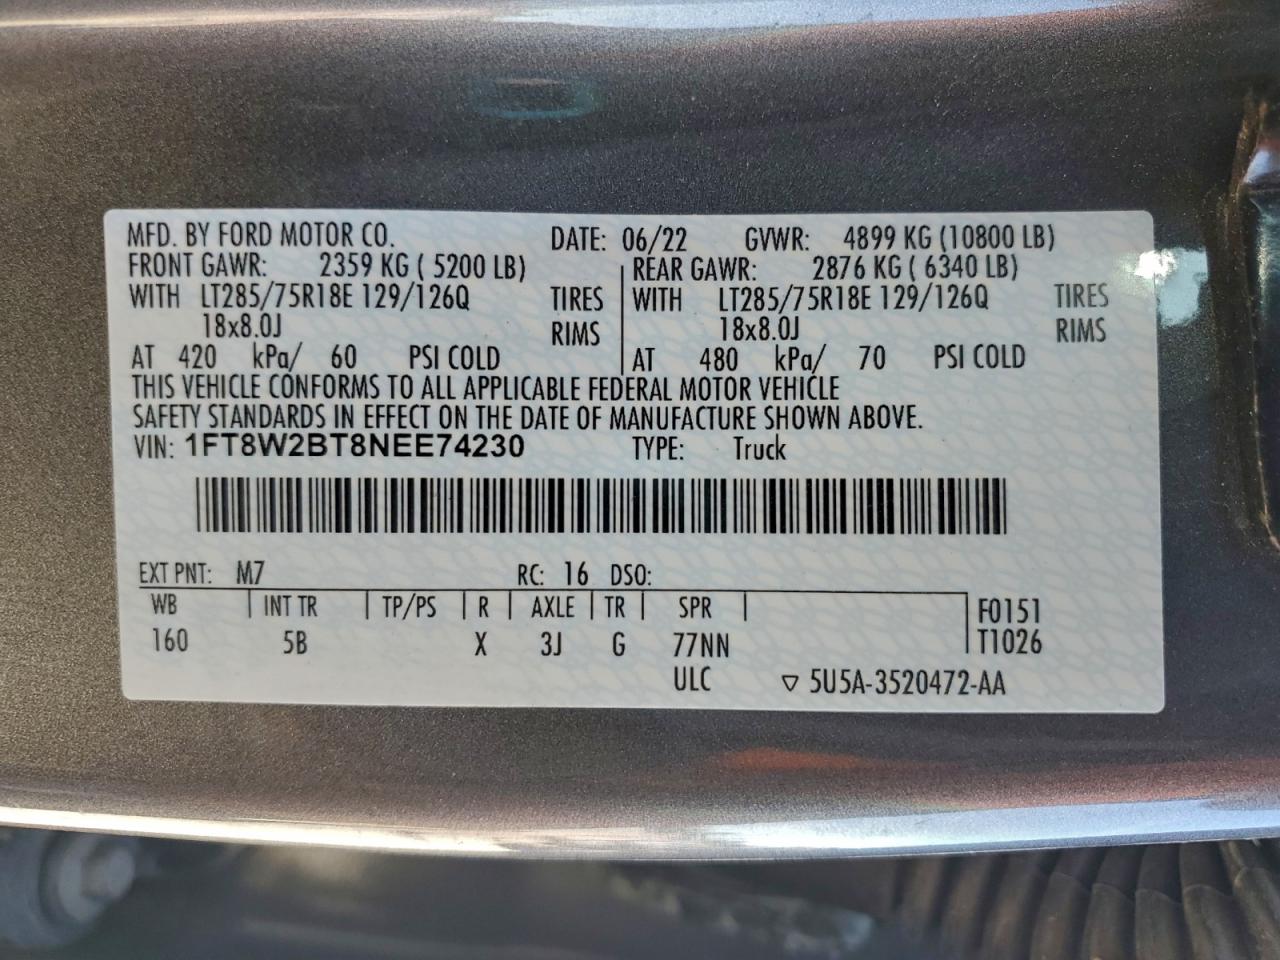 MFD. BY FORD MOTOR CO. DATE: 06/22 GVWR: 4899 KG (10800 LB)
FRONT GAWR: 2359 KG ( 5200 LB) REAR GAWR: 2876 KG ( 6340 LB)
WITH LT285/75R18E 129/126Q TIRES WITH LT285/75R18E 129/126Q TIRES
18x8.0J RIMS 18x8.0J RIMS
AT 420 kPa/ 60 PSI COLD AT 480 kPa/ 70 PSI COLD
THIS VEHICLE CONFORMS TO ALL APPLICABLE FEDERAL MOTOR VEHICLE
SAFETY STANDARDS IN EFFECT ON THE DATE OF MANUFACTURE SHOWN ABOVE.
VIN: 1FT8W2BT8NEE74230 TYPE: Truck
EXT PNT: M7 RC: 16 DSO:
WB INT TR TP/PS R AXLE TR SPR F0151
160 5B X 3J G 77NN T1026
ULC ▽ 5U5A-3520472-AA